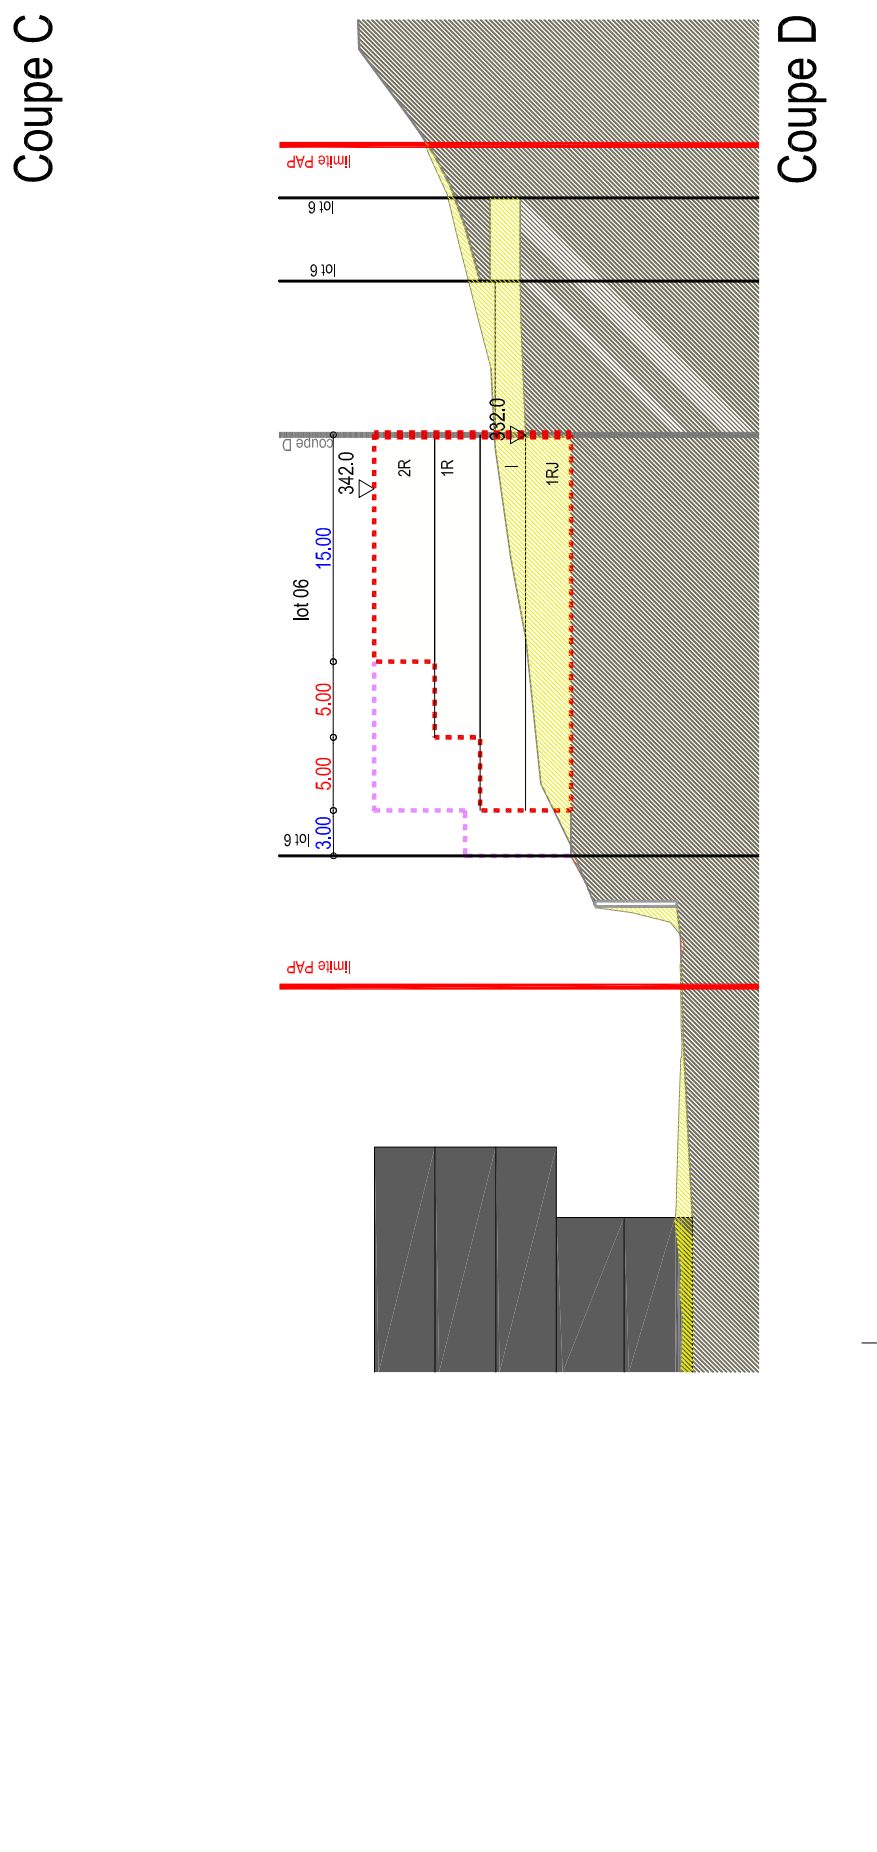 Coupe C
limite PAP
lot 6
3.00
5.00
5.00
15.00
lot 06
342.0
coupe D
lot 6
lot 6
limite PAP
2R
1R
I
1RJ
332.0
Coupe D